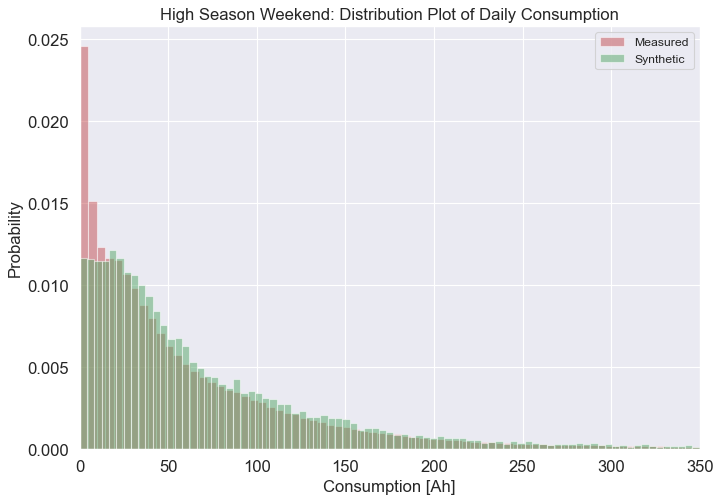 High Season Weekend: Distribution Plot of Daily Consumption
Measured
Synthetic
Probability
0.025
0.020
0.015
0.010
0.005
0.000
0 50 100 150 200 250 300 350
Consumption [Ah]